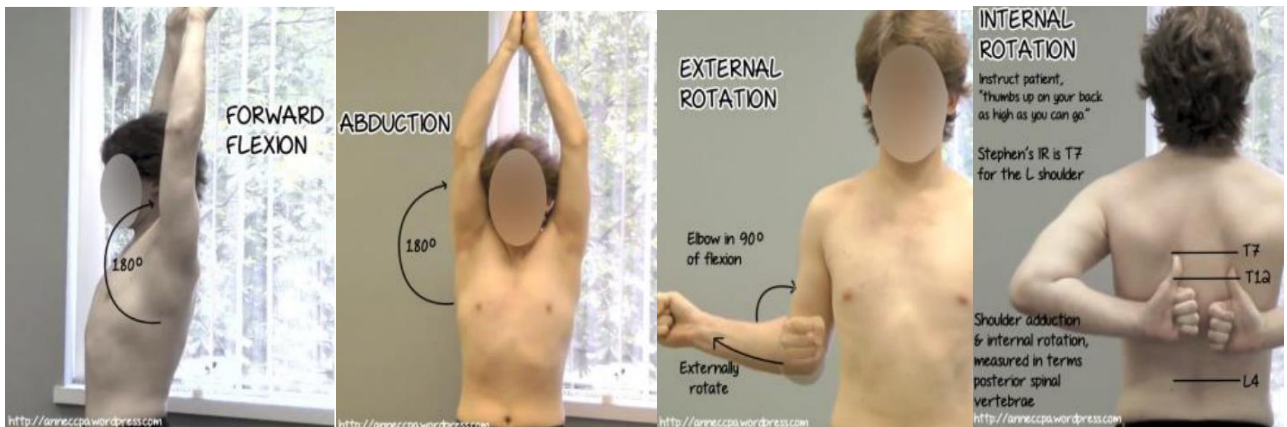 FORWARD
FLEXION
180º
http://anneccpa.wordpress.com
ABDUCTION
180º
http://anneccpa.wordpress.com
EXTERNAL
ROTATION
Elbow in 90º
of flexion
Externally
rotate
http://anneccpa.wordpress.com
INTERNAL
ROTATION
Instruct patient,
"thumbs up on your back
as high as you can go."
Stephen's IR is T7
for the L shoulder
T7
T12
Shoulder adduction
& internal rotation,
measured in terms
posterior spinal
vertebrae
L4
http://anneccpa.wordpress.com